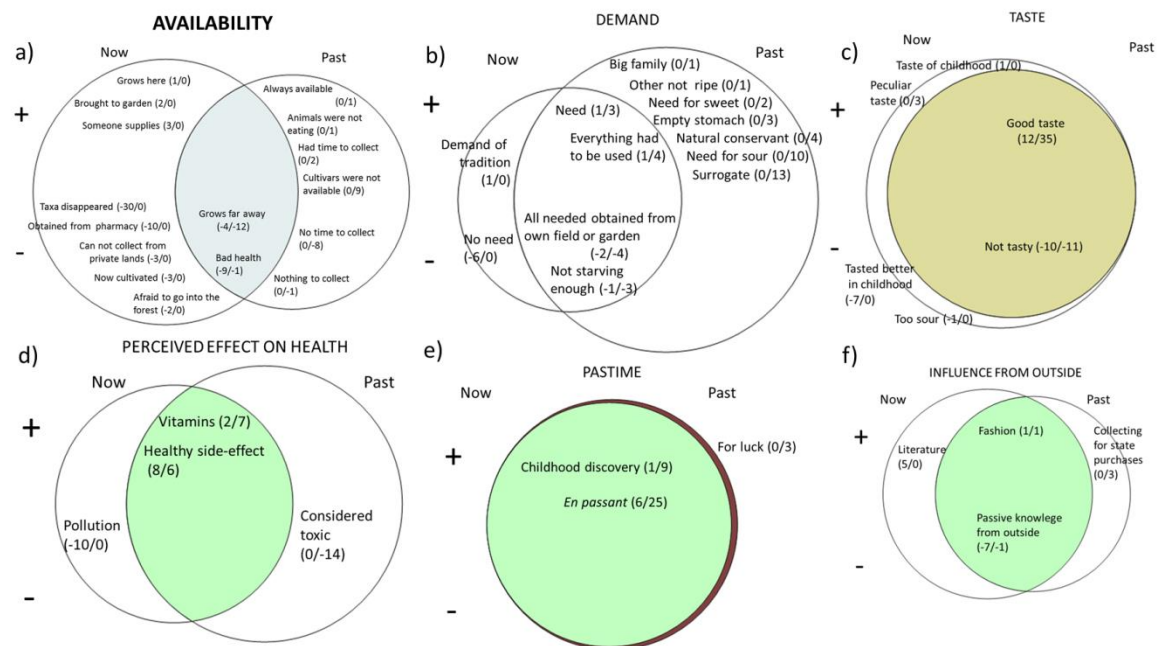 AVAILABILITY
a)
Now
Past
+
-
Grows here (1/0)
Brought to garden (2/0)
Someone supplies (3/0)
Taxa disappeared (-30/0)
Obtained from pharmacy (-10/0)
Can not collect from
private lands (-3/0)
Now cultivated (-3/0)
Afraid to go into the
forest (-2/0)
Grows far away
(-4/-12)
Bad health
(-9/-1)
Always available
(0/1)
Animals were not
eating (0/1)
Had time to collect
(0/2)
Cultivars were not
available (0/9)
No time to collect
(0/-8)
Nothing to collect
(0/-1)
DEMAND
b)
Now
Past
+
-
Demand of
tradition
(1/0)
No need
(-6/0)
Need (1/3)
Everything had
to be used (1/4)
All needed obtained from
own field or garden
(-2/-4)
Not starving
enough (-1/-3)
Big family (0/1)
Other not ripe (0/1)
Need for sweet (0/2)
Empty stomach (0/3)
Natural conservant (0/4)
Need for sour (0/10)
Surrogate (0/13)
TASTE
c)
Now
Past
+
-
Taste of childhood (1/0)
Peculiar
taste (0/3)
Good taste
(12/35)
Not tasty (-10/-11)
Tasted better
in childhood
(-7/0)
Too sour (-1/0)
PERCEIVED EFFECT ON HEALTH
d)
Now
Past
+
-
Vitamins (2/7)
Healthy side-effect
(8/6)
Pollution
(-10/0)
Considered
toxic
(0/-14)
e)
PASTIME
Now
Past
+
-
For luck (0/3)
Childhood discovery (1/9)
En passant (6/25)
f)
INFLUENCE FROM OUTSIDE
Now
Past
+
-
Literature
(5/0)
Fashion (1/1)
Passive knowlege
from outside
(-7/-1)
Collecting
for state
purchases
(0/3)